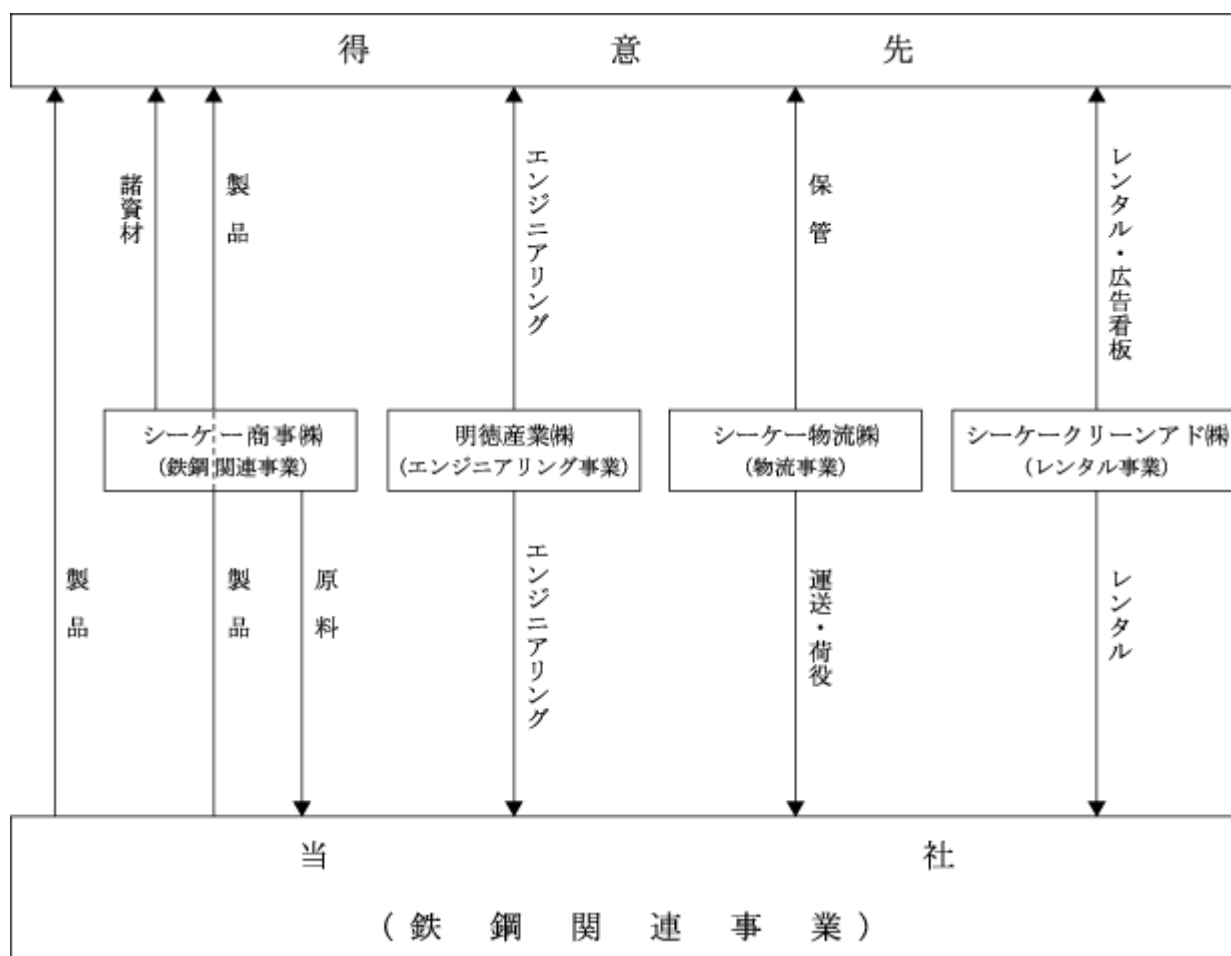 得意先
諸資材
製品
エンジニアリング
保管
レンタル・広告看板
シーケー商事㈱
(鉄鋼関連事業)
明徳産業㈱
(エンジニアリング事業)
シーケー物流㈱
(物流事業)
シーケークリーンアド㈱
(レンタル事業)
製品
製品
原料
エンジニアリング
運送・荷役
レンタル
当社
(鉄鋼関連事業)